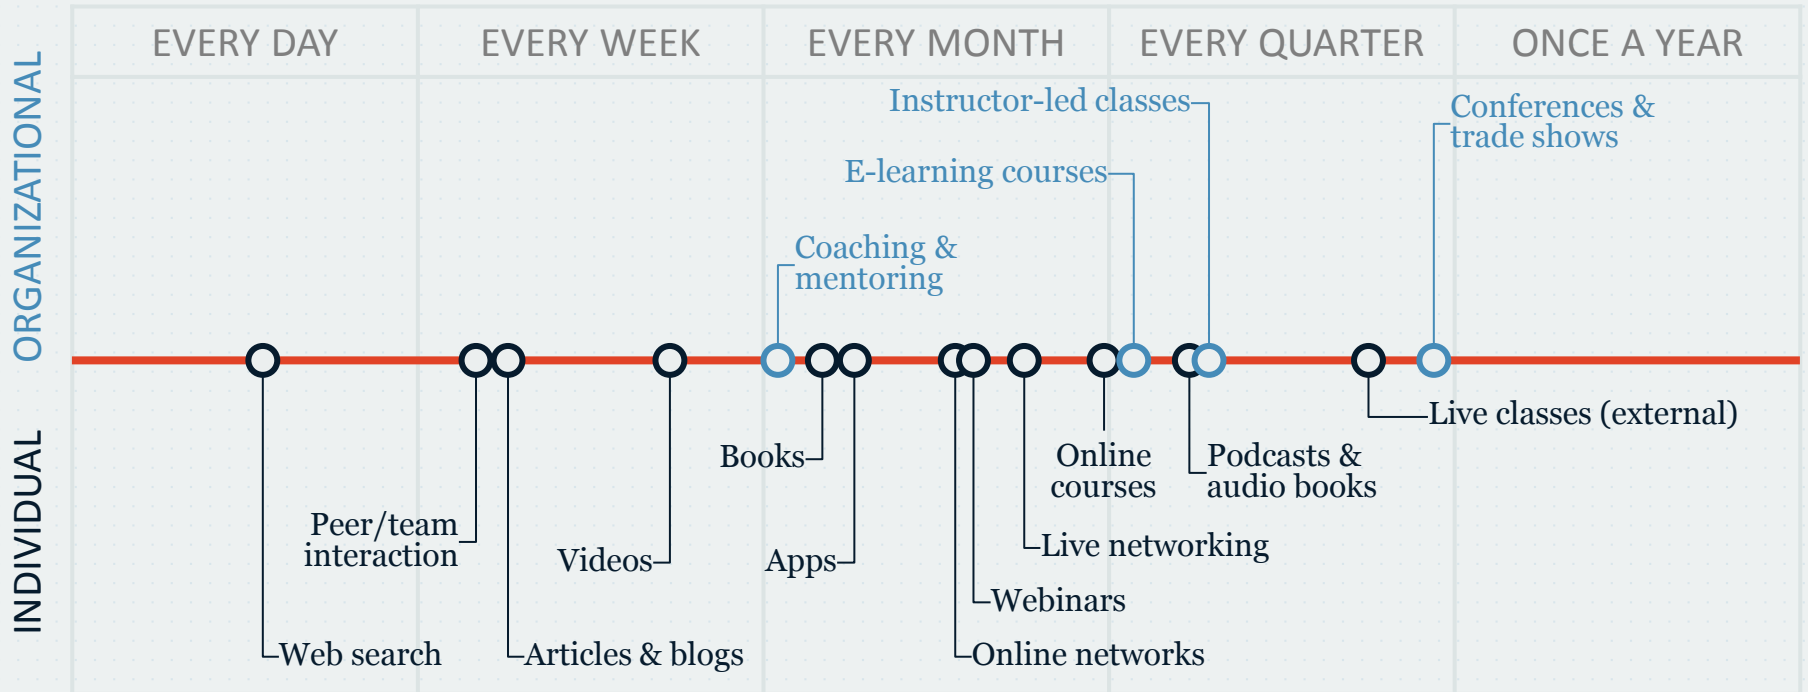 EVERY DAY
EVERY WEEK
EVERY MONTH
EVERY QUARTER
ONCE A YEAR
ORGANIZATIONAL
Instructor-led classes
Conferences &
trade shows
E-learning courses
Coaching &
mentoring
INDIVIDUAL
Live classes (external)
Books
Online
courses
Podcasts &
audio books
Peer/team
interaction
Videos
Apps
Live networking
Webinars
Web search
Articles & blogs
Online networks